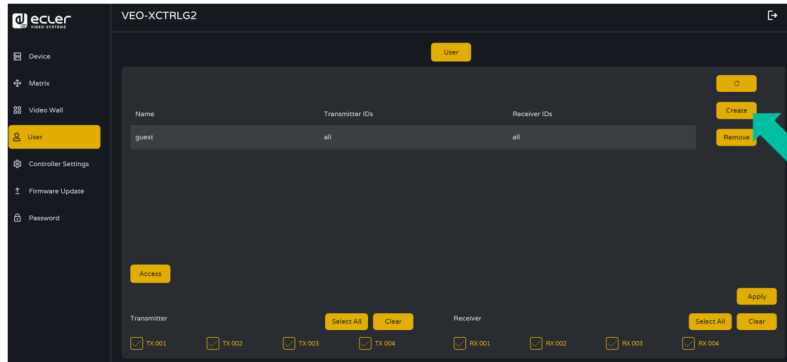 ecler
VIDEO SYSTEMS
VEO-XCTRLG2
Device
Matrix
Video Wall
User
Controller Settings
Firmware Update
Password
User
Create
Name Transmitter IDs Receiver IDs
guest all all
Remove
Access
Apply
Transmitter Select All Clear Receiver Select All Clear
TX 001 TX 002 TX 003 TX 004 RX 001 RX 002 RX 003 RX 004